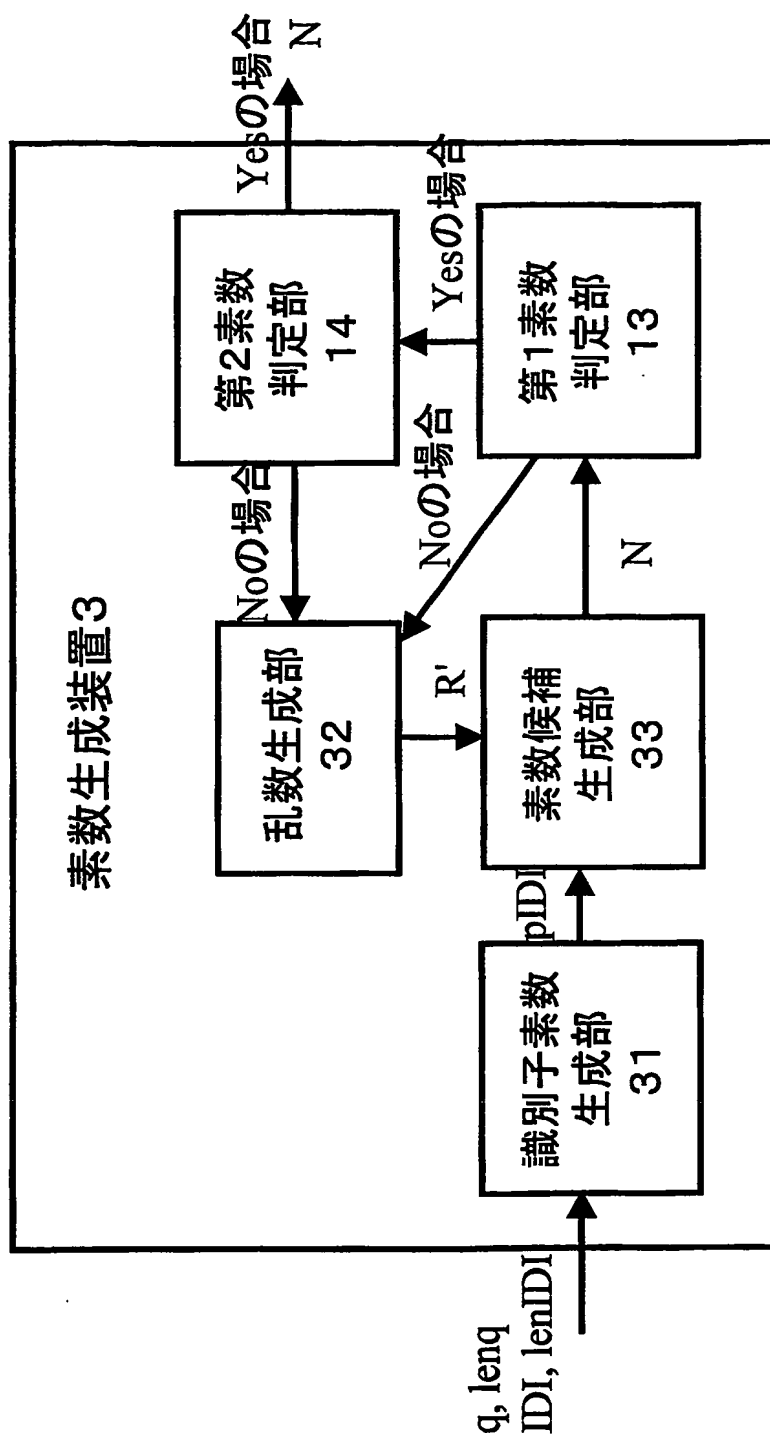 素数生成装置3
q, lenq
IDI, lenIDI
識別子素数
生成部
31
pIDI
素数候補
生成部
33
R'
乱数生成部
32
N
第1素数
判定部
13
Noの場合
Yesの場合
第2素数
判定部
14
Noの場合
Yesの場合
N